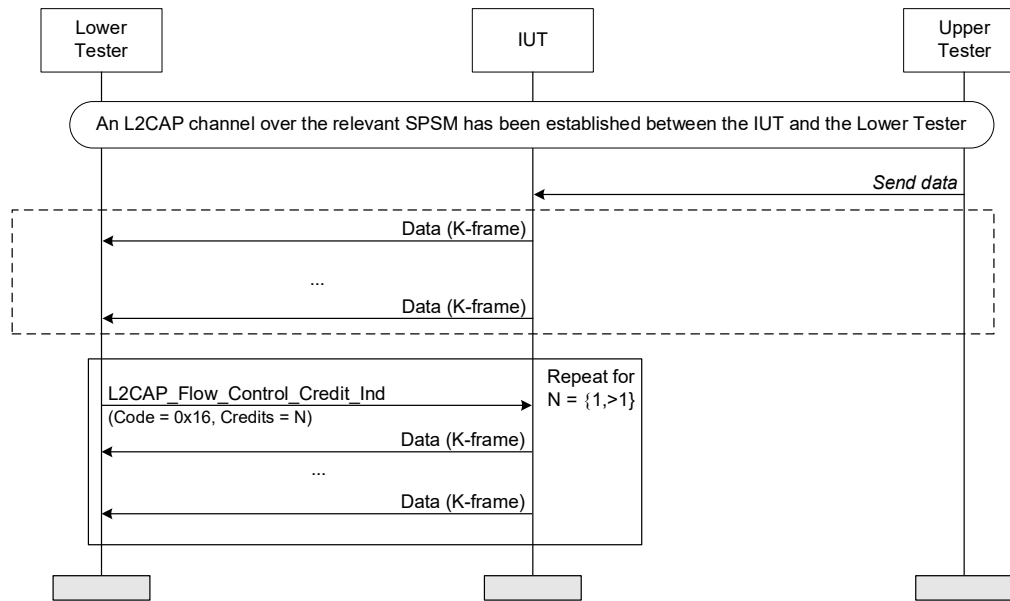 Lower
Tester
IUT
Upper
Tester
An L2CAP channel over the relevant SPSM has been established between the IUT and the Lower Tester
Send data
Data (K-frame)
...
Data (K-frame)
L2CAP_Flow_Control_Credit_Ind
(Code = 0x16, Credits = N)
Repeat for
N = {1,>1}
Data (K-frame)
...
Data (K-frame)